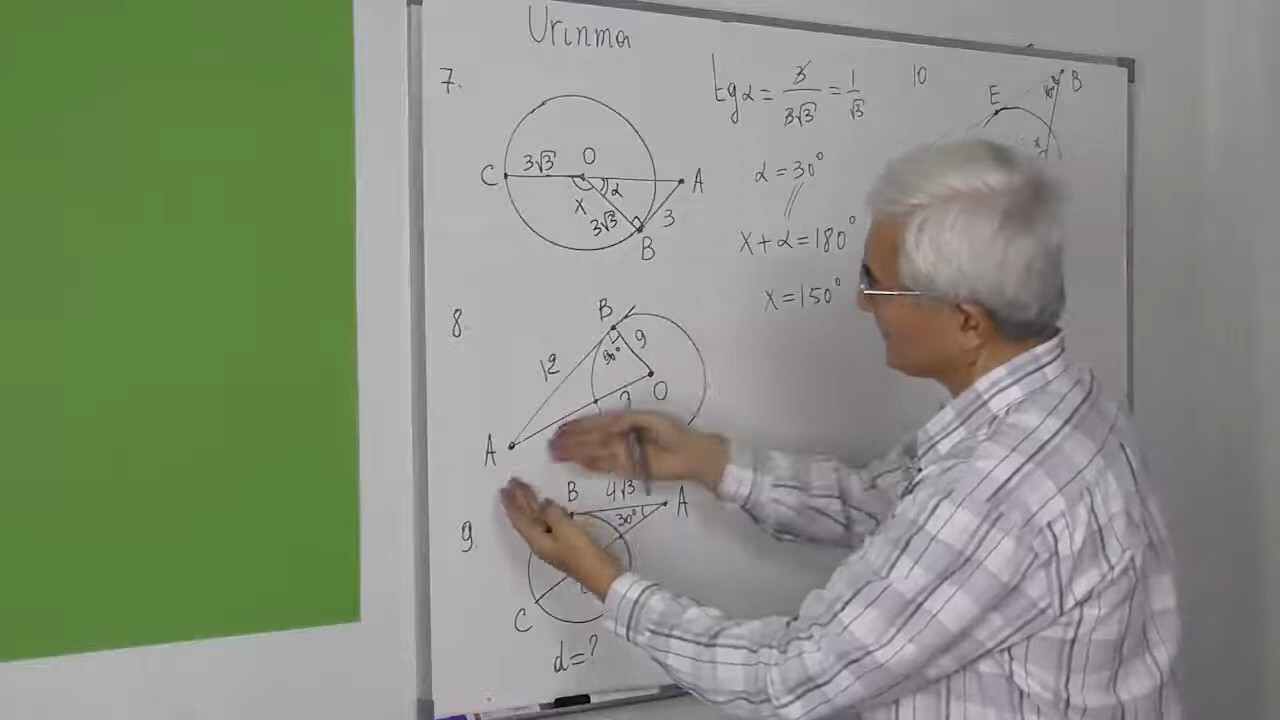 Urinma
7.
C
3√3
O
A
α
X
3√3
3
B
tg α = 3/3√3 = 1/√3
α = 30°
X + α = 180°
X = 150°
8.
B
12
90°
9
O
?
A
9.
B
4√3
A
30°
C
d = ?
10
E
B
x